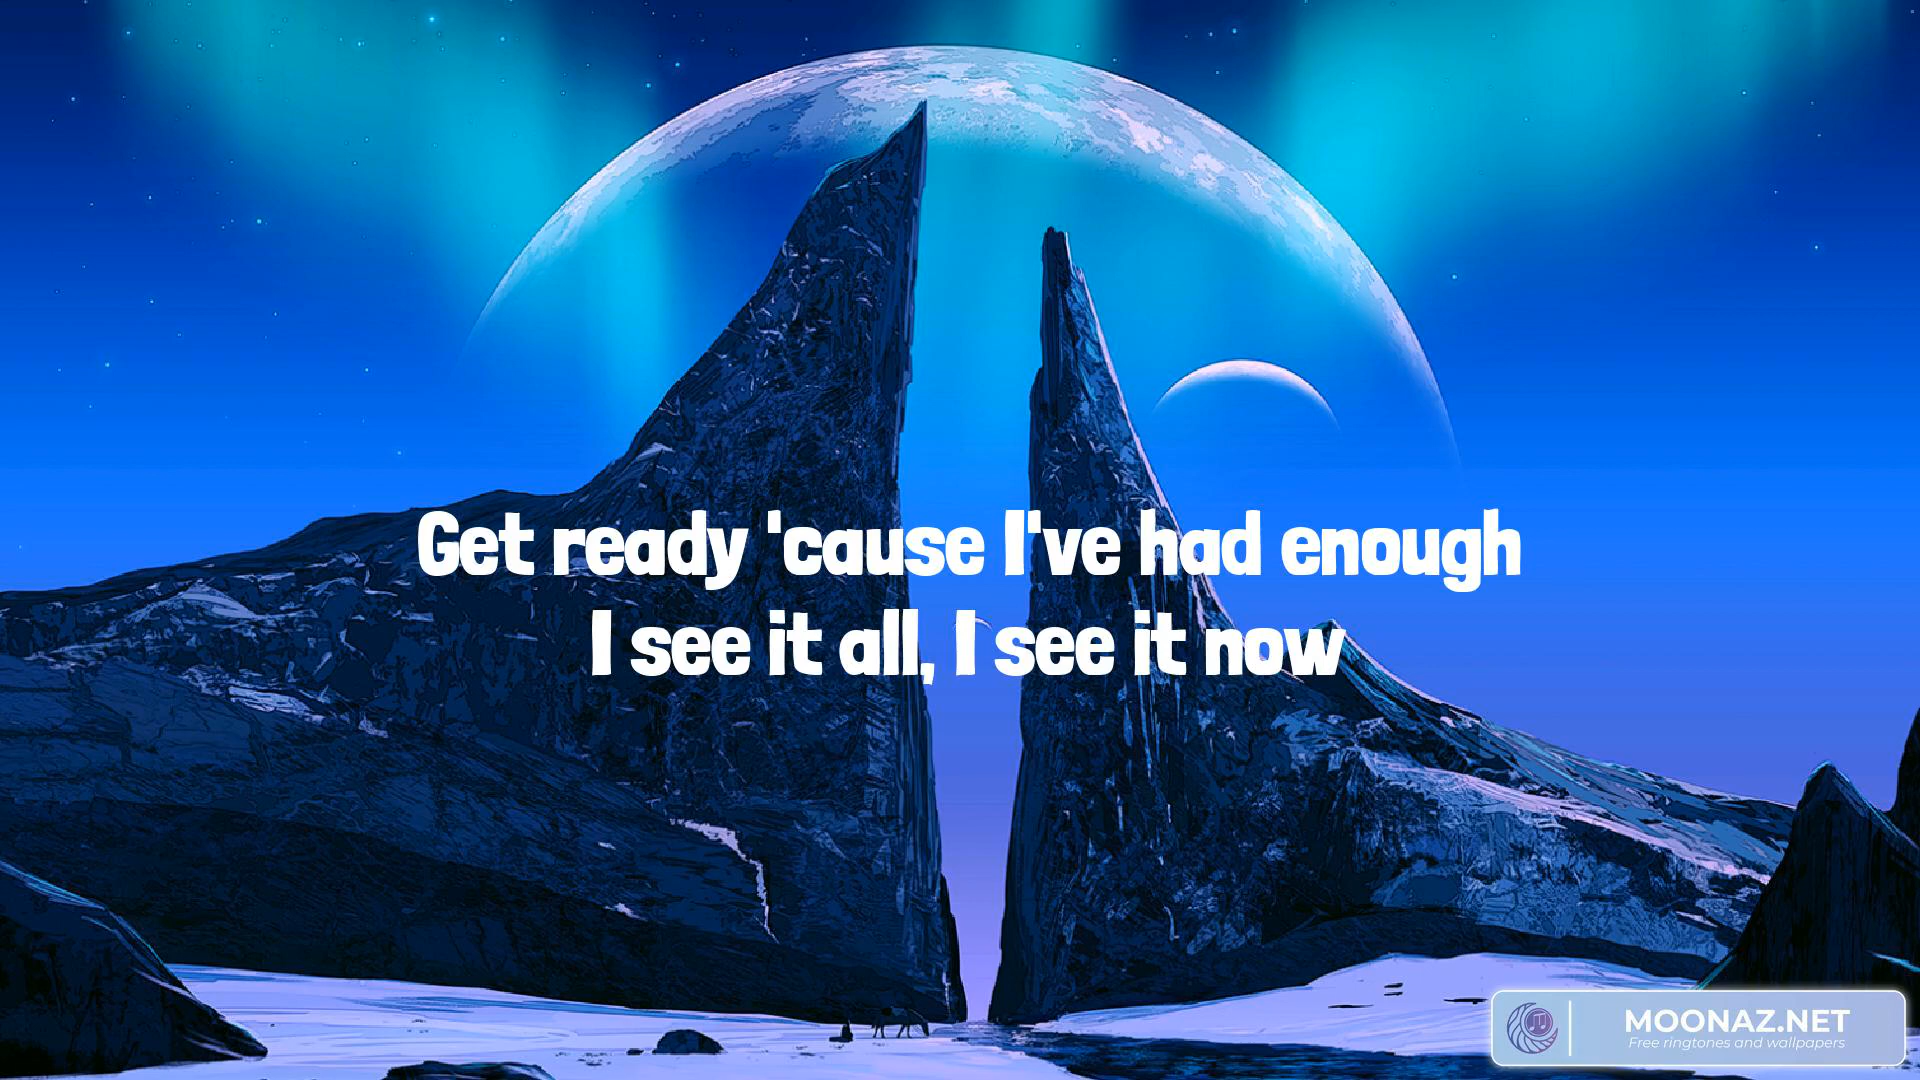 Get ready 'cause I've had enough
I see it all, I see it now
MOONAZ.NET
Free ringtones and wallpapers